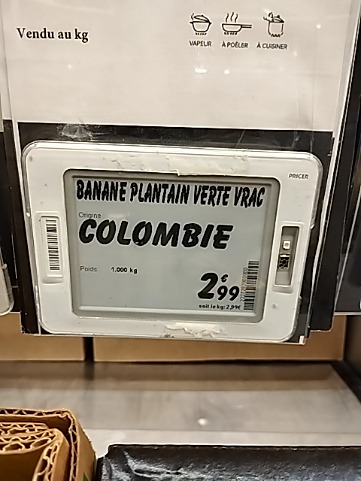 Vendu au kg
VAPEUR À POÊLER À CUISINER
PRICER
BANANE PLANTAIN VERTE VRAC
Origine
COLOMBIE
Poids: 1,000 kg
2€99
soit le kg: 2,99€